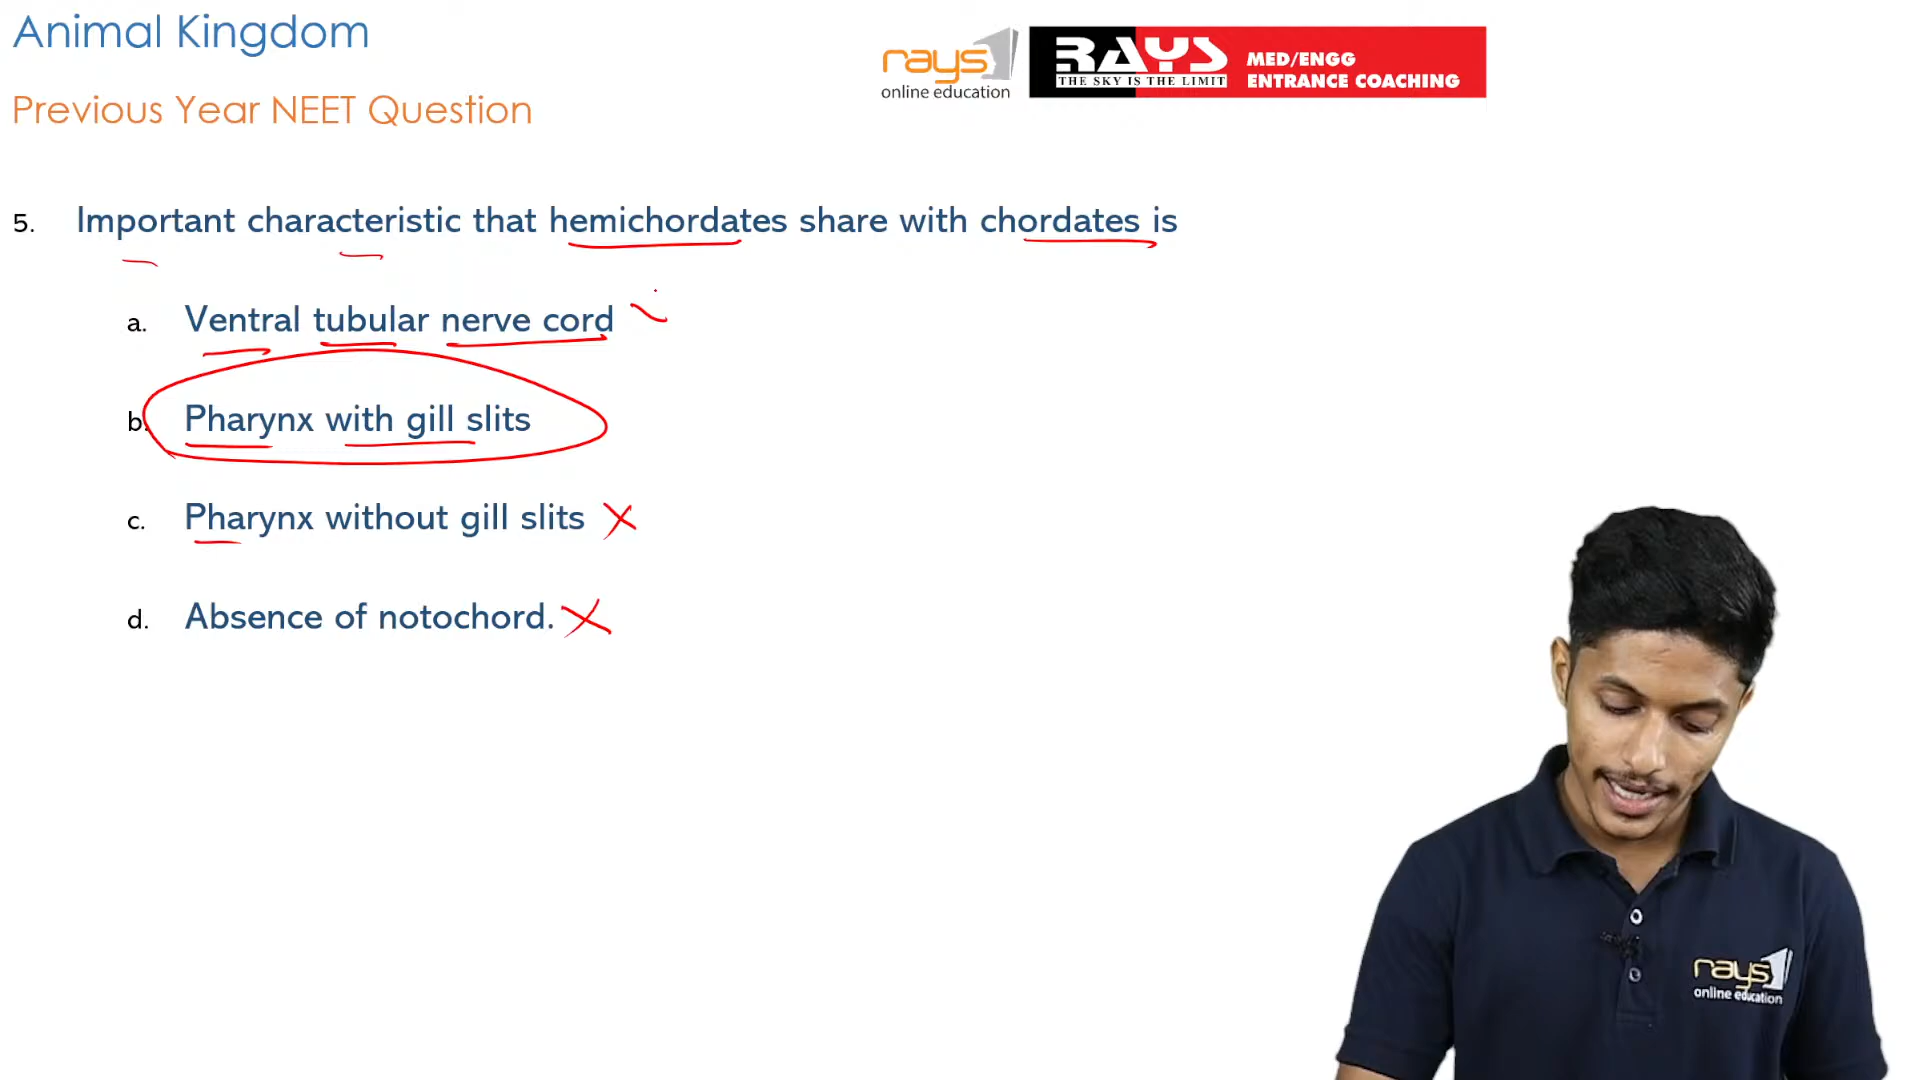 Animal Kingdom
Previous Year NEET Question
rays
online education
RAYS
THE SKY IS THE LIMIT
MED/ENGG
ENTRANCE COACHING
5. Important characteristic that hemichordates share with chordates is
a. Ventral tubular nerve cord
b. Pharynx with gill slits
c. Pharynx without gill slits
d. Absence of notochord.
rays
online education